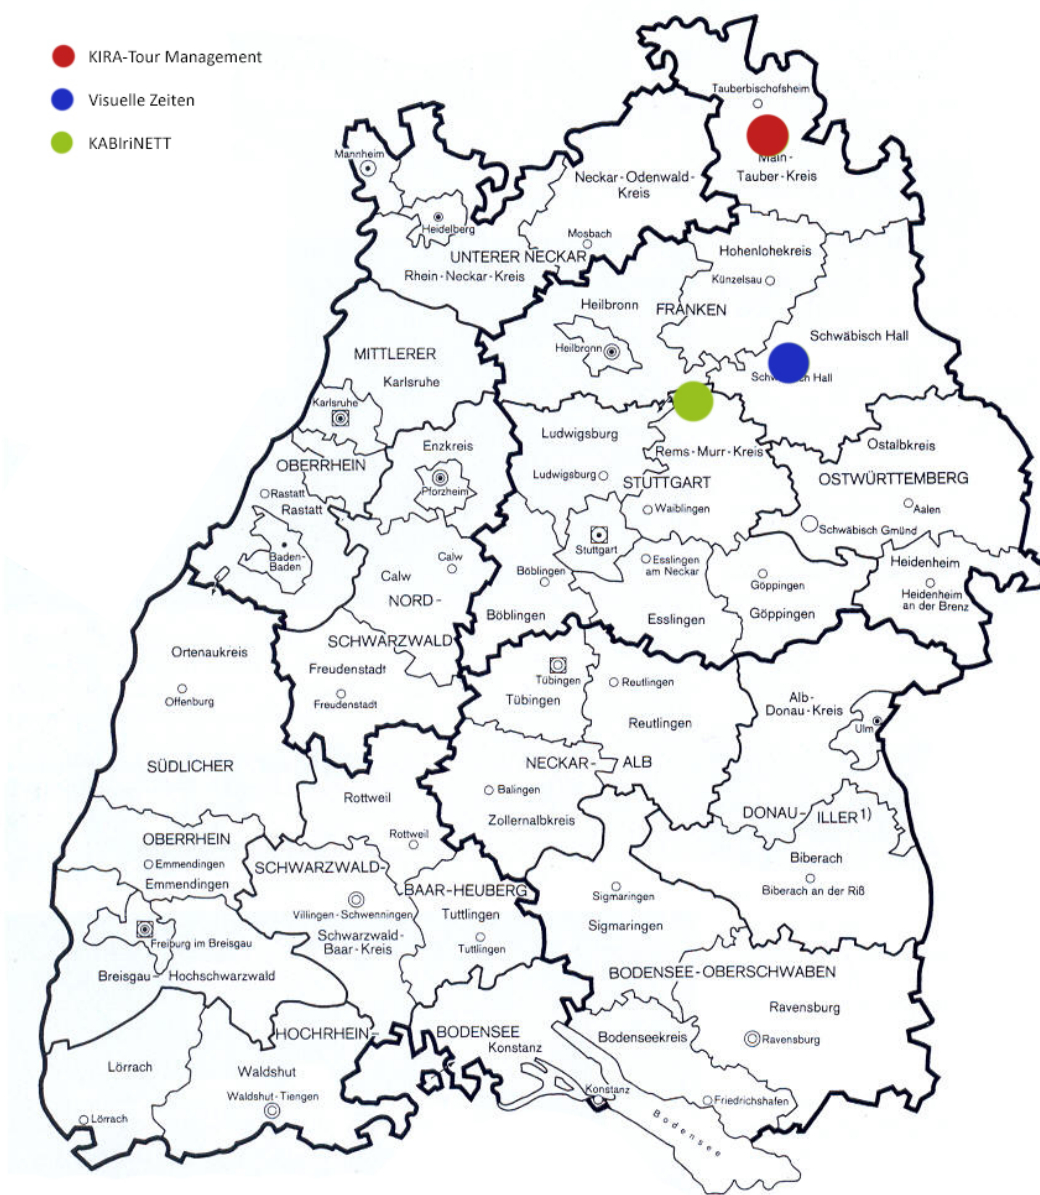 KIRA-Tour Management
Visuelle Zeiten
KABIriNETT
Tauberbischofsheim
Main-
Tauber-Kreis
Mannheim
Neckar-Odenwald-
Kreis
Heidelberg
Mosbach
UNTERER NECKAR
Rhein-Neckar-Kreis
Hohenlohekreis
Künzelsau
Heilbronn
FRANKEN
Heilbronn
Schwäbisch Hall
Schwäbisch Hall
MITTLERER
Karlsruhe
Karlsruhe
Enzkreis
Pforzheim
OBERRHEIN
Rastatt
Rastatt
Baden-
Baden
Ludwigsburg
Ludwigsburg
Rems-Murr-Kreis
STUTTGART
Waiblingen
Stuttgart
Ostalbkreis
OSTWÜRTTEMBERG
Aalen
Schwäbisch Gmünd
Heidenheim
Heidenheim
an der Brenz
Calw
Calw
NORD-
SCHWARZWALD
Böblingen
Böblingen
Esslingen
am Neckar
Esslingen
Göppingen
Göppingen
Ortenaukreis
Offenburg
Freudenstadt
Freudenstadt
Tübingen
Tübingen
Reutlingen
Reutlingen
Alb-
Donau-Kreis
Ulm
SÜDLICHER
NECKAR-ALB
Rottweil
Balingen
Zollernalbkreis
DONAU-ILLER 1)
OBERRHEIN
Emmendingen
Emmendingen
Rottweil
SCHWARZWALD-
BAAR-HEUBERG
Villingen-Schwenningen
Schwarzwald-
Baar-Kreis
Tuttlingen
Tuttlingen
Biberach
Biberach an der Riß
Sigmaringen
Sigmaringen
Freiburg im Breisgau
Breisgau-Hochschwarzwald
BODENSEE-OBERSCHWABEN
Ravensburg
Ravensburg
HOCHRHEIN-
BODENSEE
Konstanz
Bodenseekreis
Lörrach
Lörrach
Waldshut
Waldshut-Tiengen
Konstanz
Friedrichshafen
Bodensee